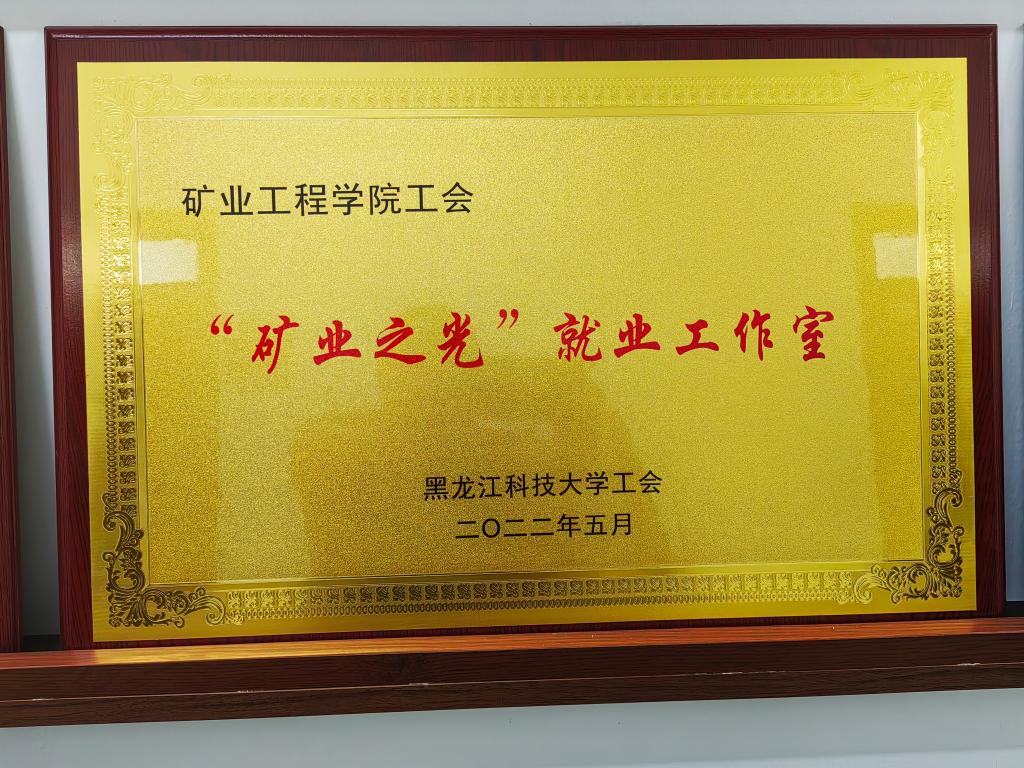 矿业工程学院工会
“矿业之光”就业工作室
黑龙江科技大学工会
二〇二二年五月